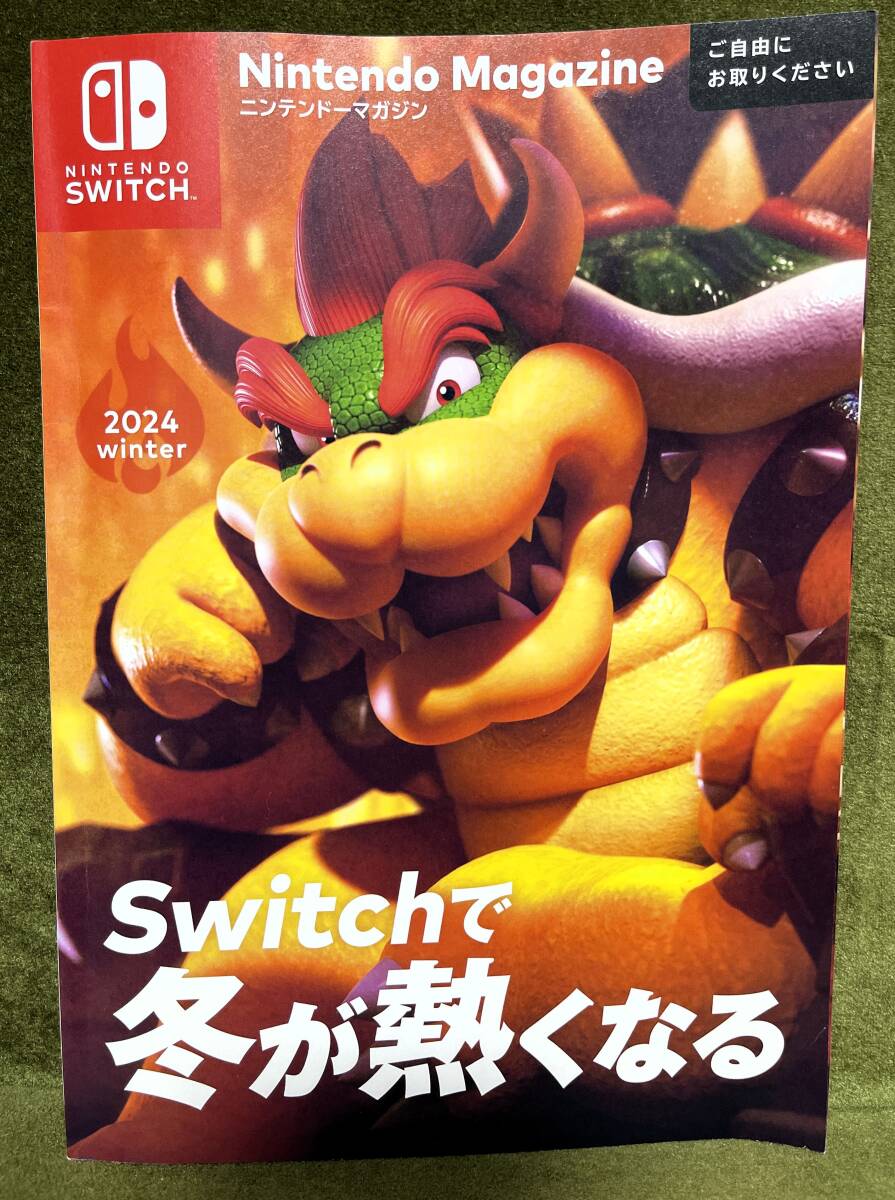 NINTENDO
SWITCH™
Nintendo Magazine
ニンテンドーマガジン
ご自由に
お取りください
2024
winter
Switchで
冬が熱くなる